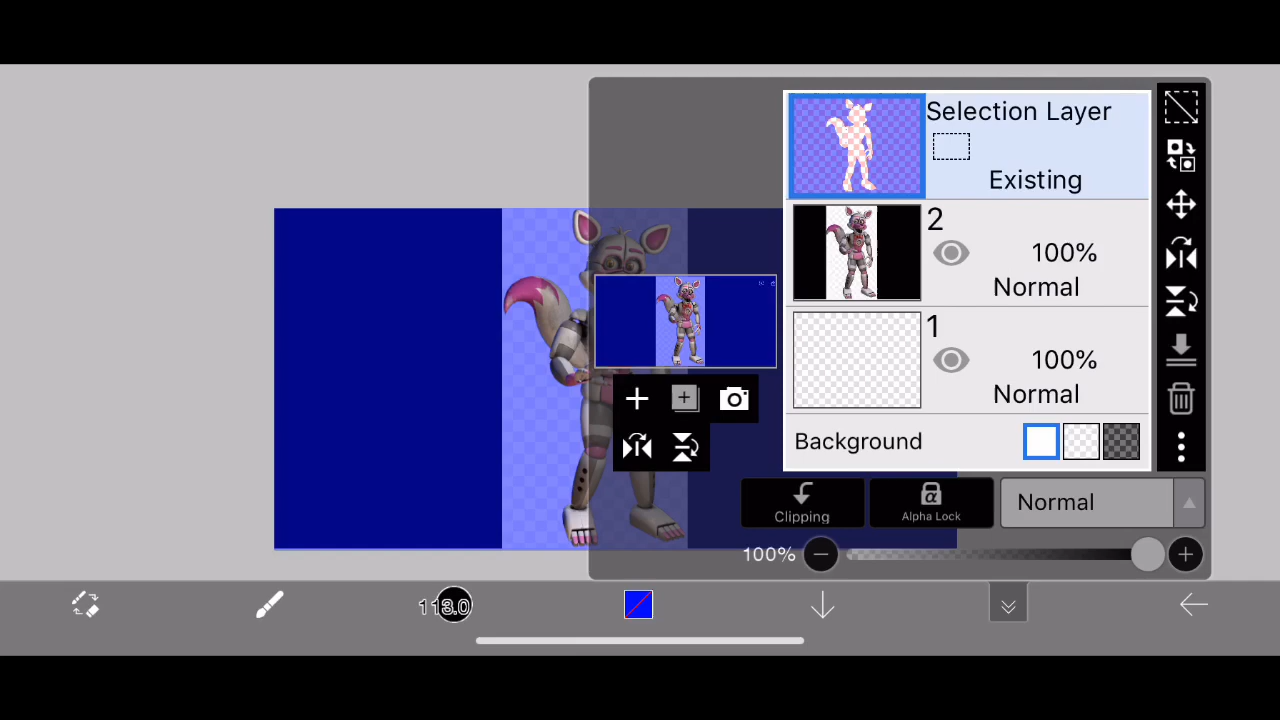 Selection Layer
Existing
2
100%
Normal
1
100%
Normal
Background
Clipping
α
Alpha Lock
Normal
100%
113.0